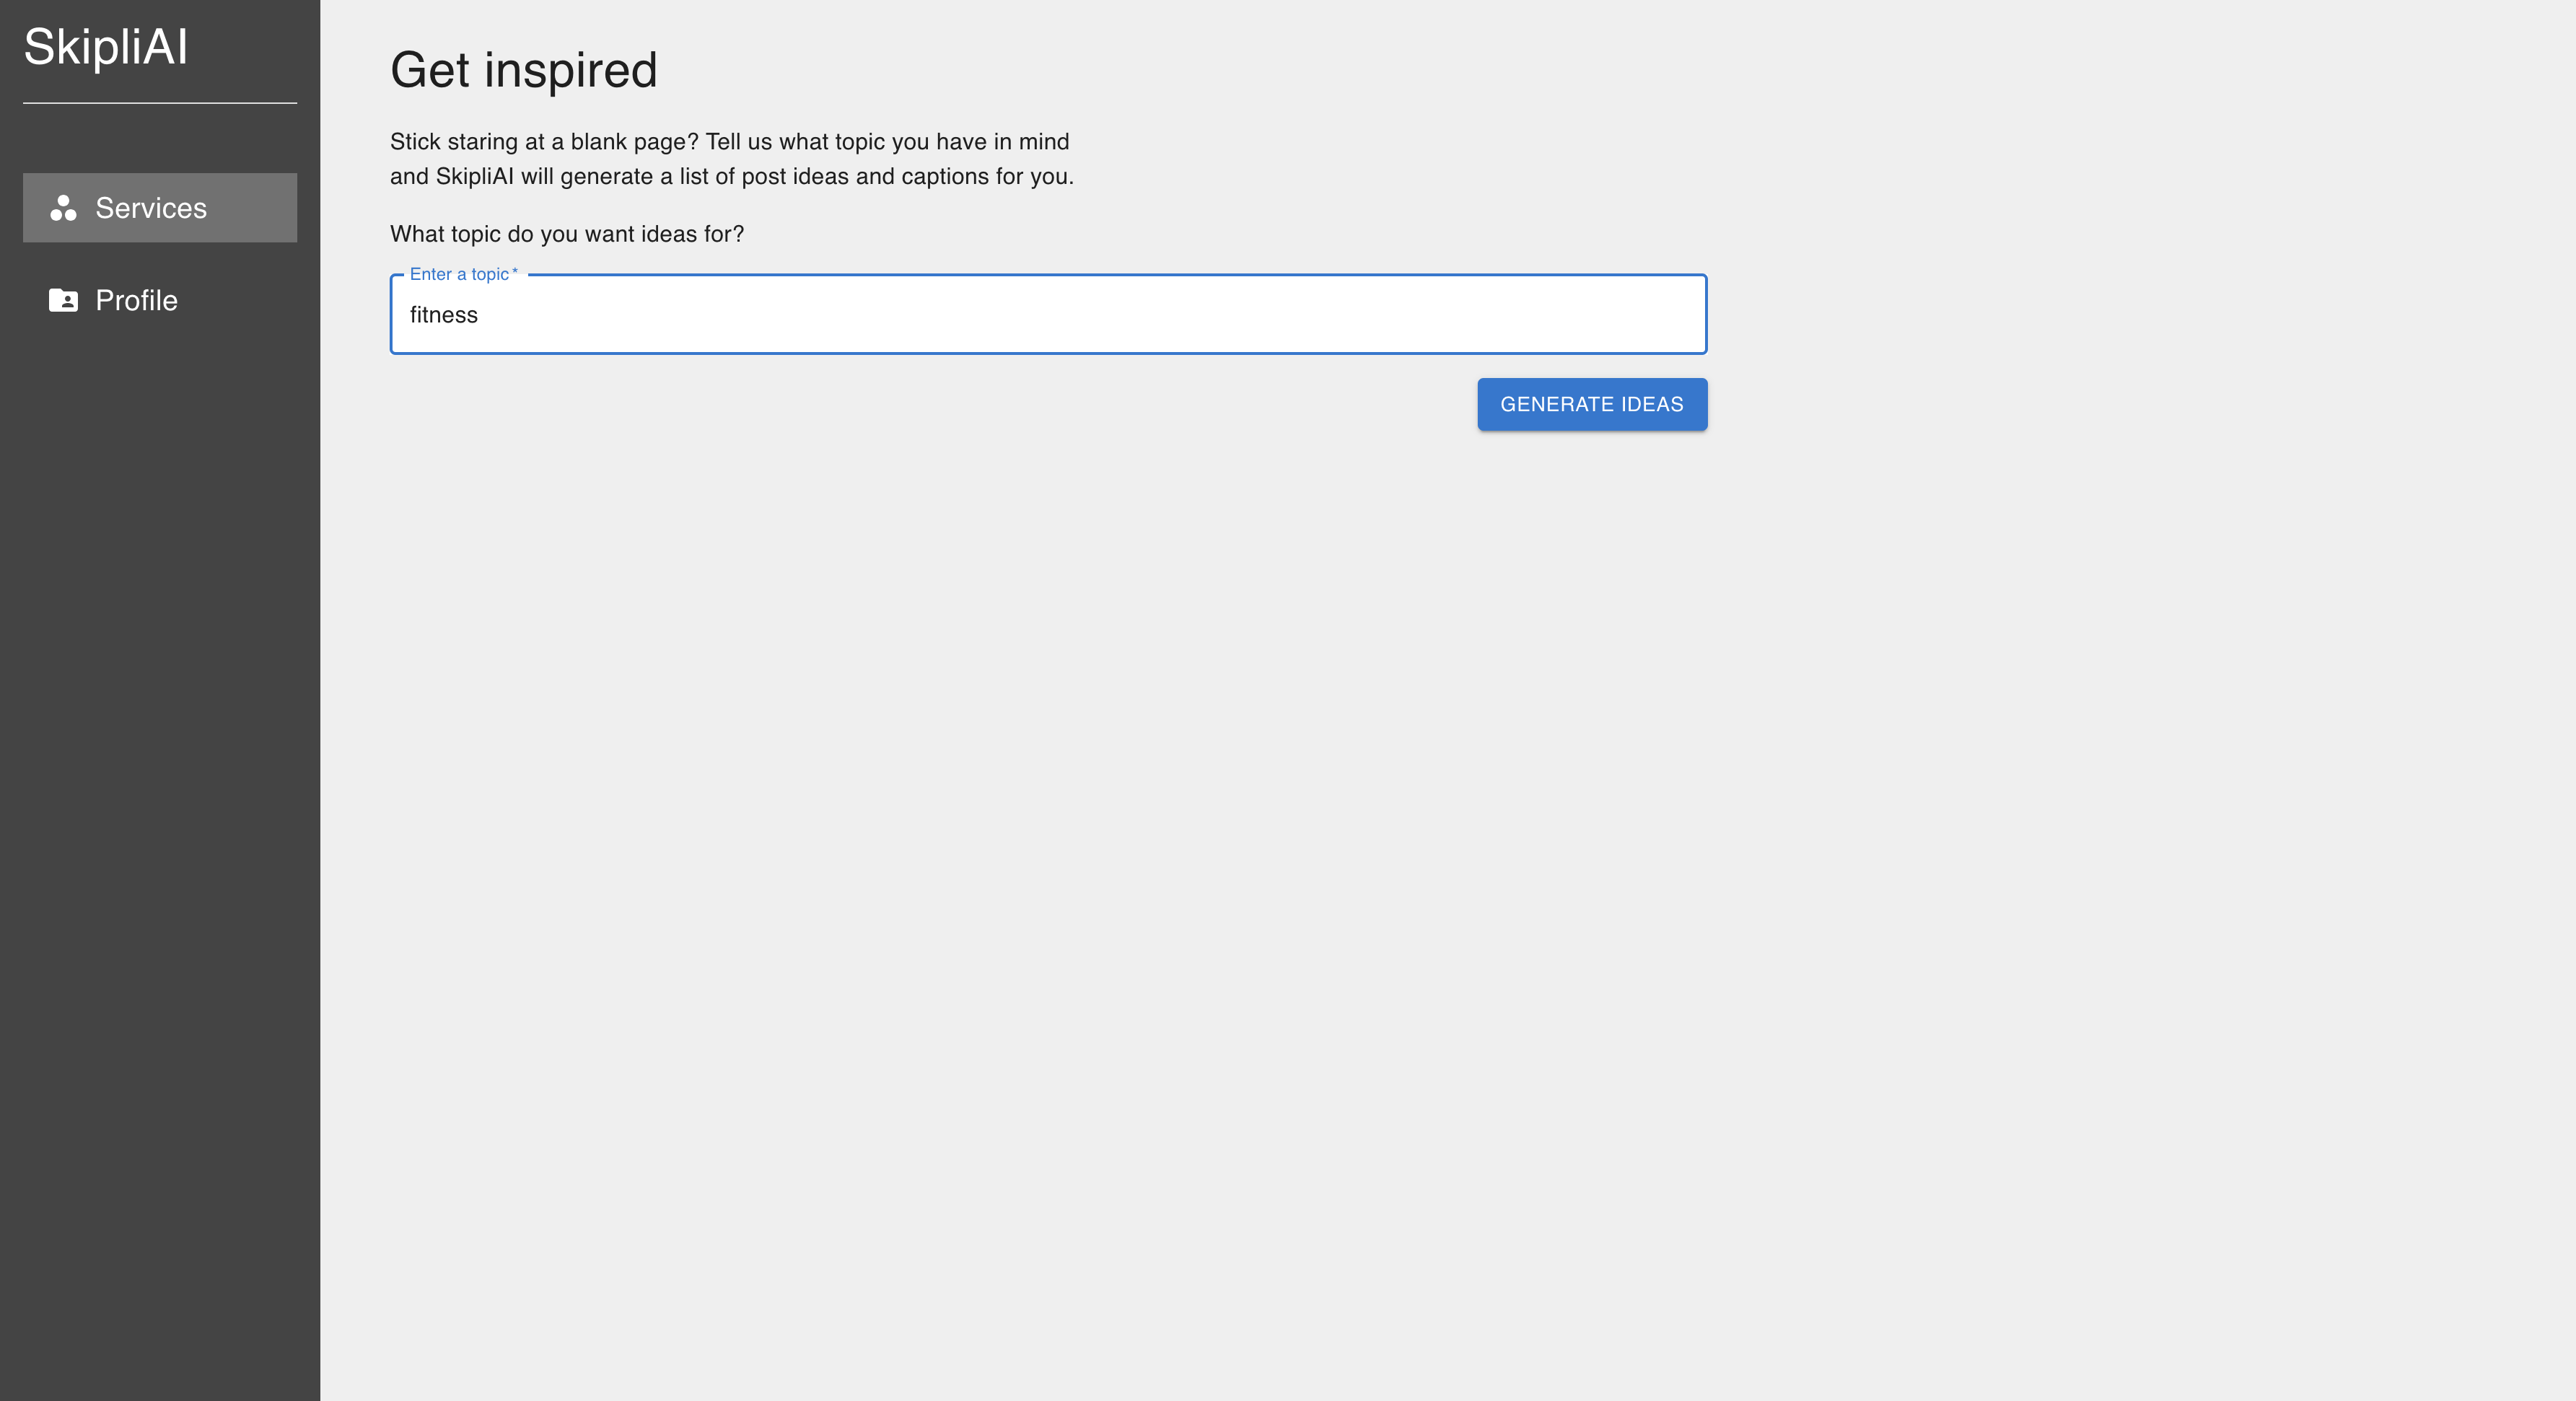 SkipliAI
Services
Profile
Get inspired
Stick staring at a blank page? Tell us what topic you have in mind
and SkipliAI will generate a list of post ideas and captions for you.
What topic do you want ideas for?
Enter a topic *
fitness
GENERATE IDEAS